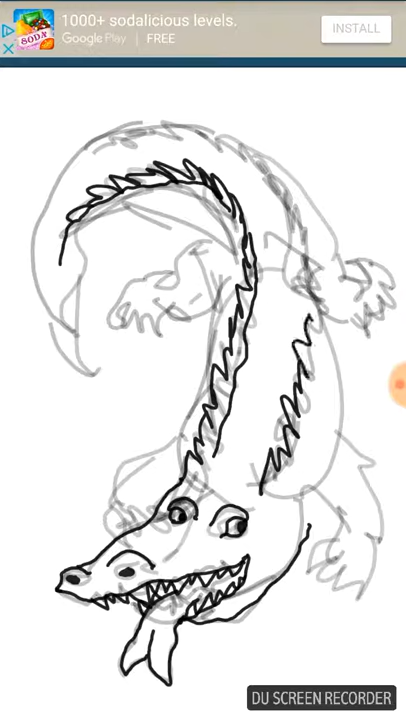 1000+ sodalicious levels.
Google Play | FREE
INSTALL
SODA
DU SCREEN RECORDER